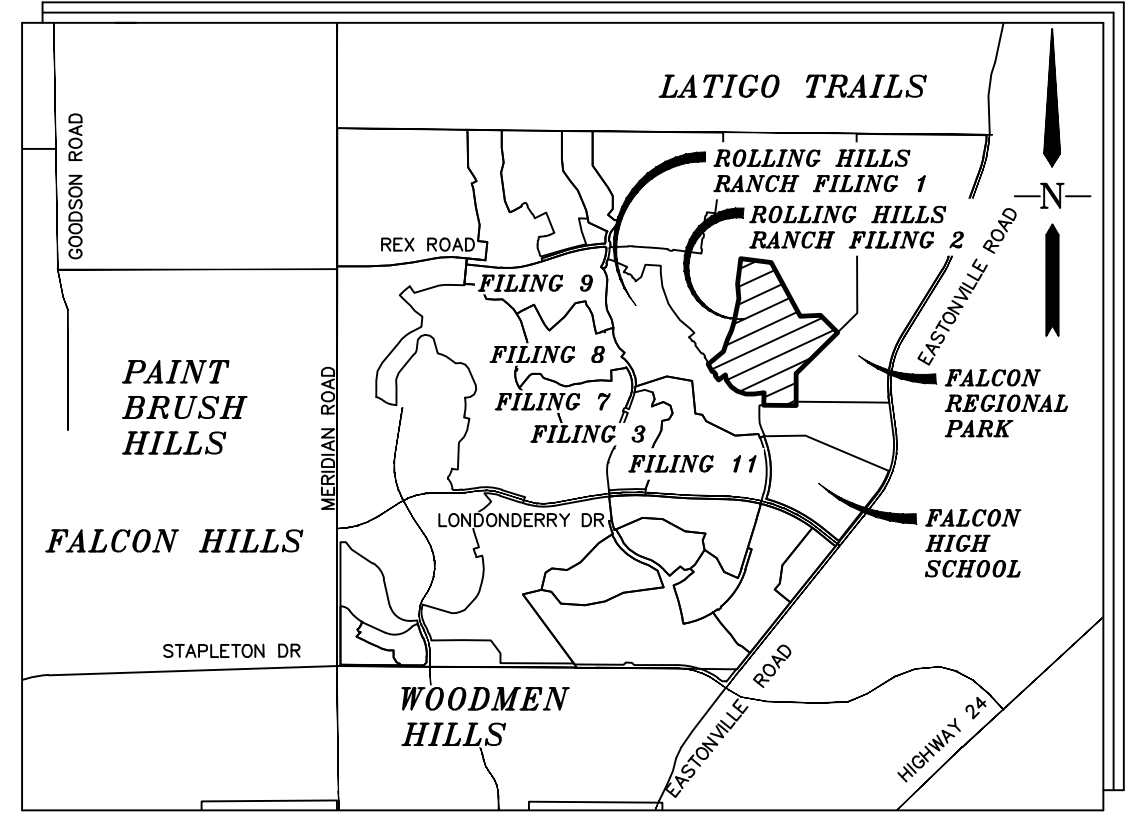 LATIGO TRAILS
GOODSON ROAD
ROLLING HILLS
RANCH FILING 1
ROLLING HILLS
RANCH FILING 2
N
REX ROAD
EASTONVILLE ROAD
FILING 9
FILING 8
FILING 7
FILING 3
FILING 11
PAINT
BRUSH
HILLS
MERIDIAN ROAD
FALCON
REGIONAL
PARK
LONDONDERRY DR
FALCON HILLS
FALCON
HIGH
SCHOOL
STAPLETON DR
WOODMEN
HILLS
EASTONVILLE ROAD
HIGHWAY 24